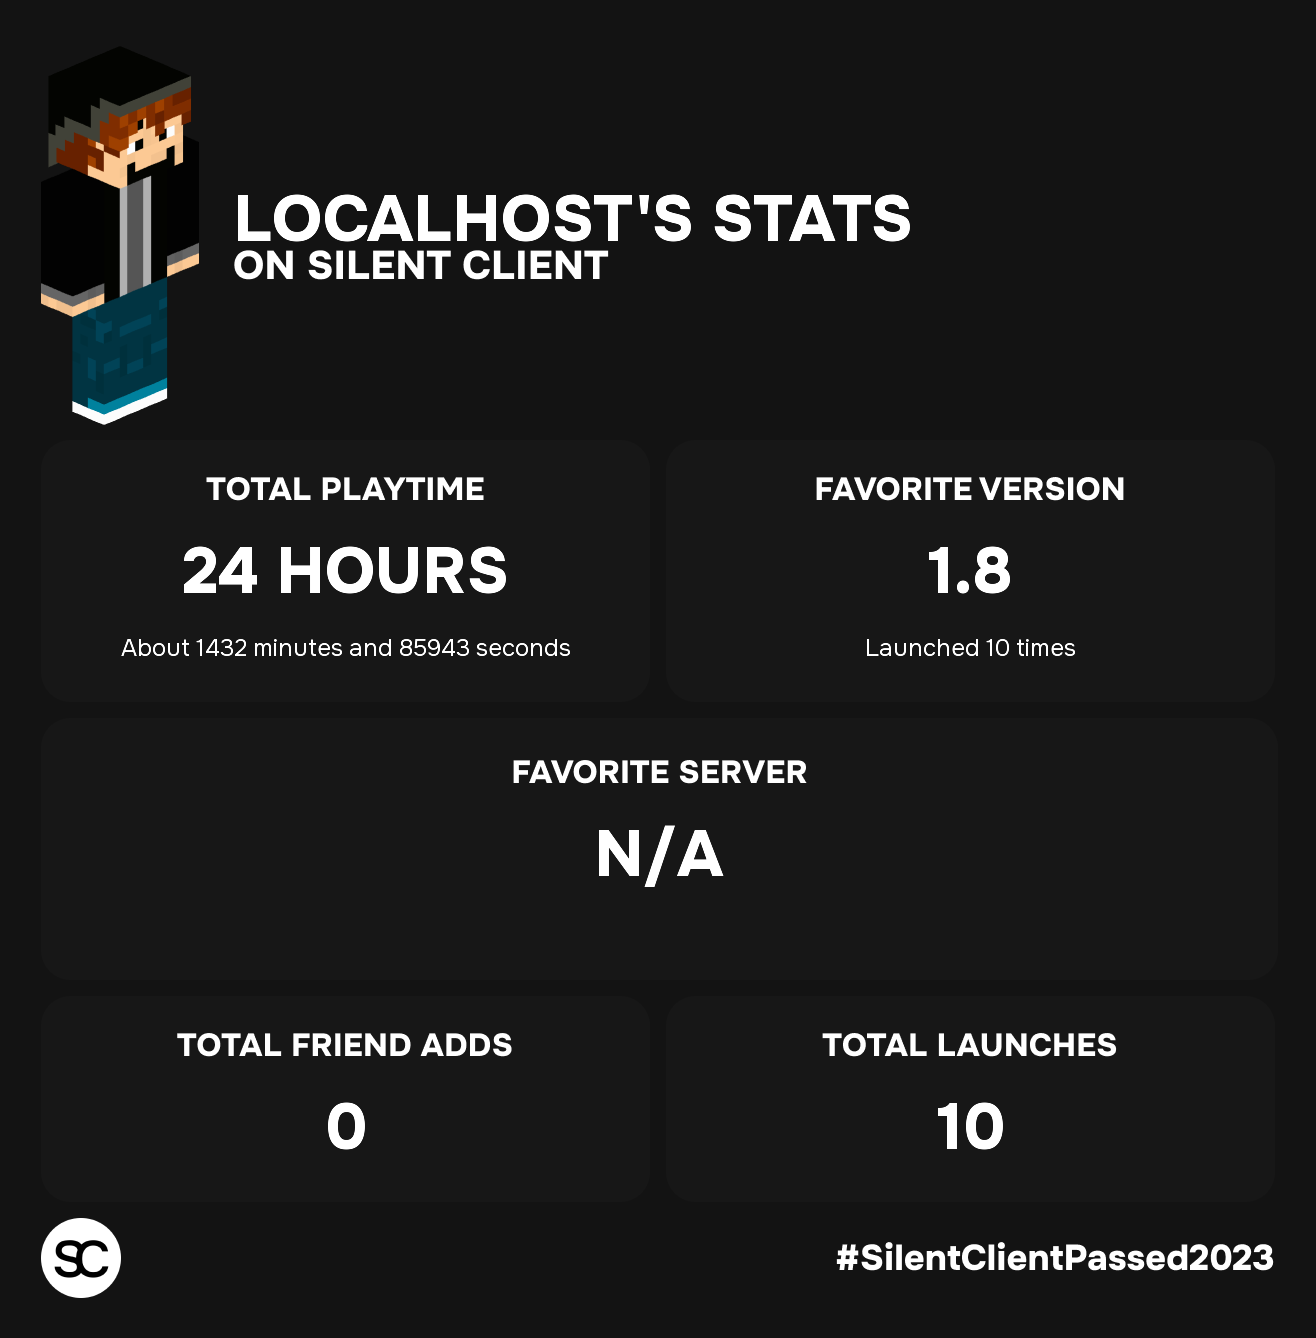 LOCALHOST'S STATS
ON SILENT CLIENT
TOTAL PLAYTIME
24 HOURS
About 1432 minutes and 85943 seconds
FAVORITE VERSION
1.8
Launched 10 times
FAVORITE SERVER
N/A
TOTAL FRIEND ADDS
0
TOTAL LAUNCHES
10
SC
#SilentClientPassed2023